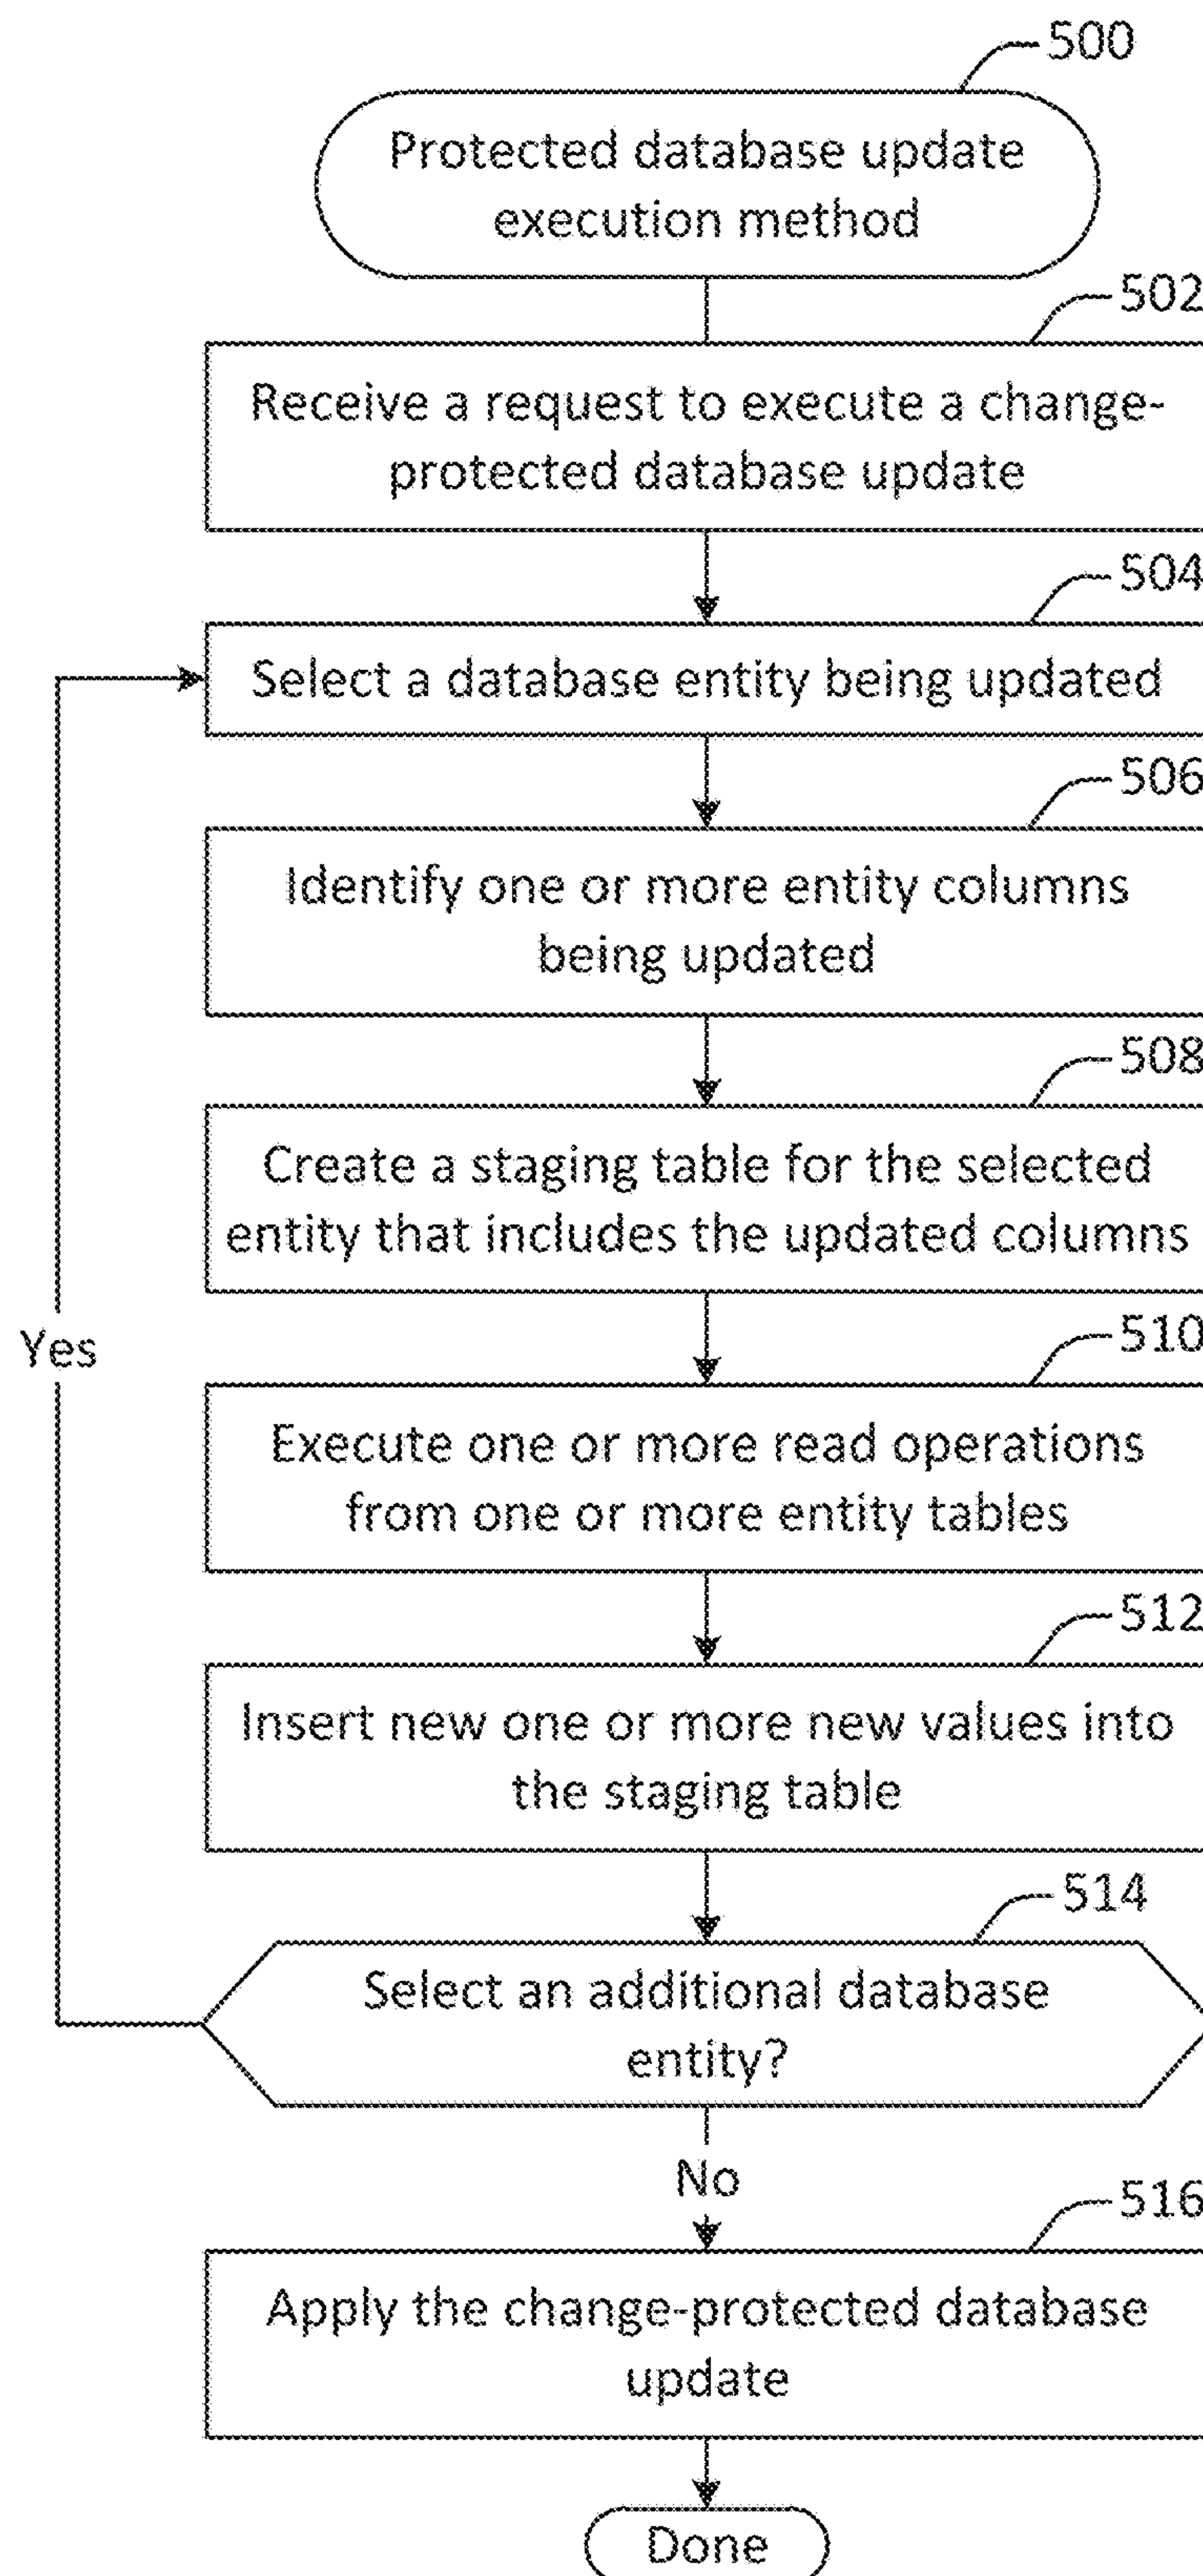 500
Protected database update
execution method
502
Receive a request to execute a change-
protected database update
504
Select a database entity being updated
506
Identify one or more entity columns
being updated
508
Create a staging table for the selected
entity that includes the updated columns
Yes
510
Execute one or more read operations
from one or more entity tables
512
Insert new one or more new values into
the staging table
514
Select an additional database
entity?
No
516
Apply the change-protected database
update
Done